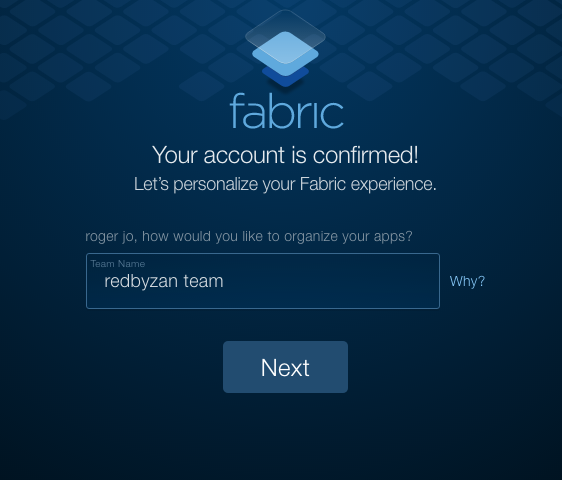 fabric
Your account is confirmed!
Let's personalize your Fabric experience.
roger jo, how would you like to organize your apps?
Team Name
redbyzan team
Why?
Next